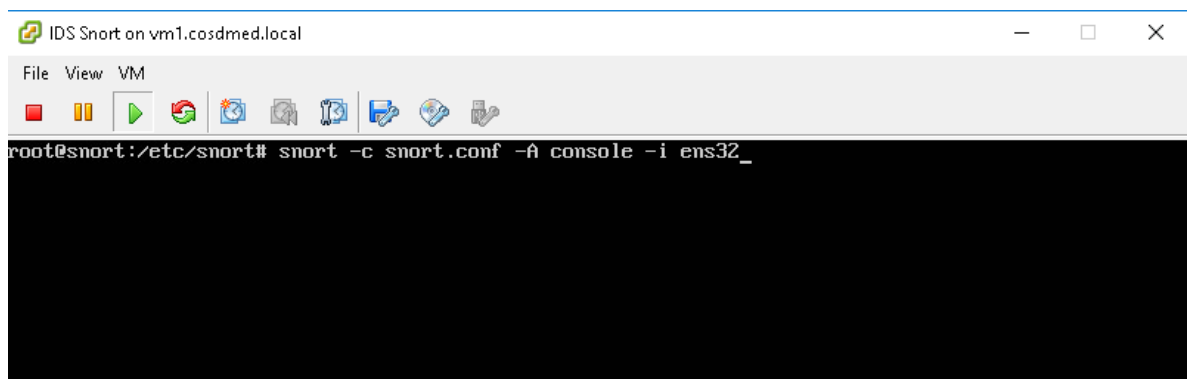 IDS Snort on vm1.cosdmed.local
File View VM
root@snort:/etc/snort# snort -c snort.conf -A console -i ens32_